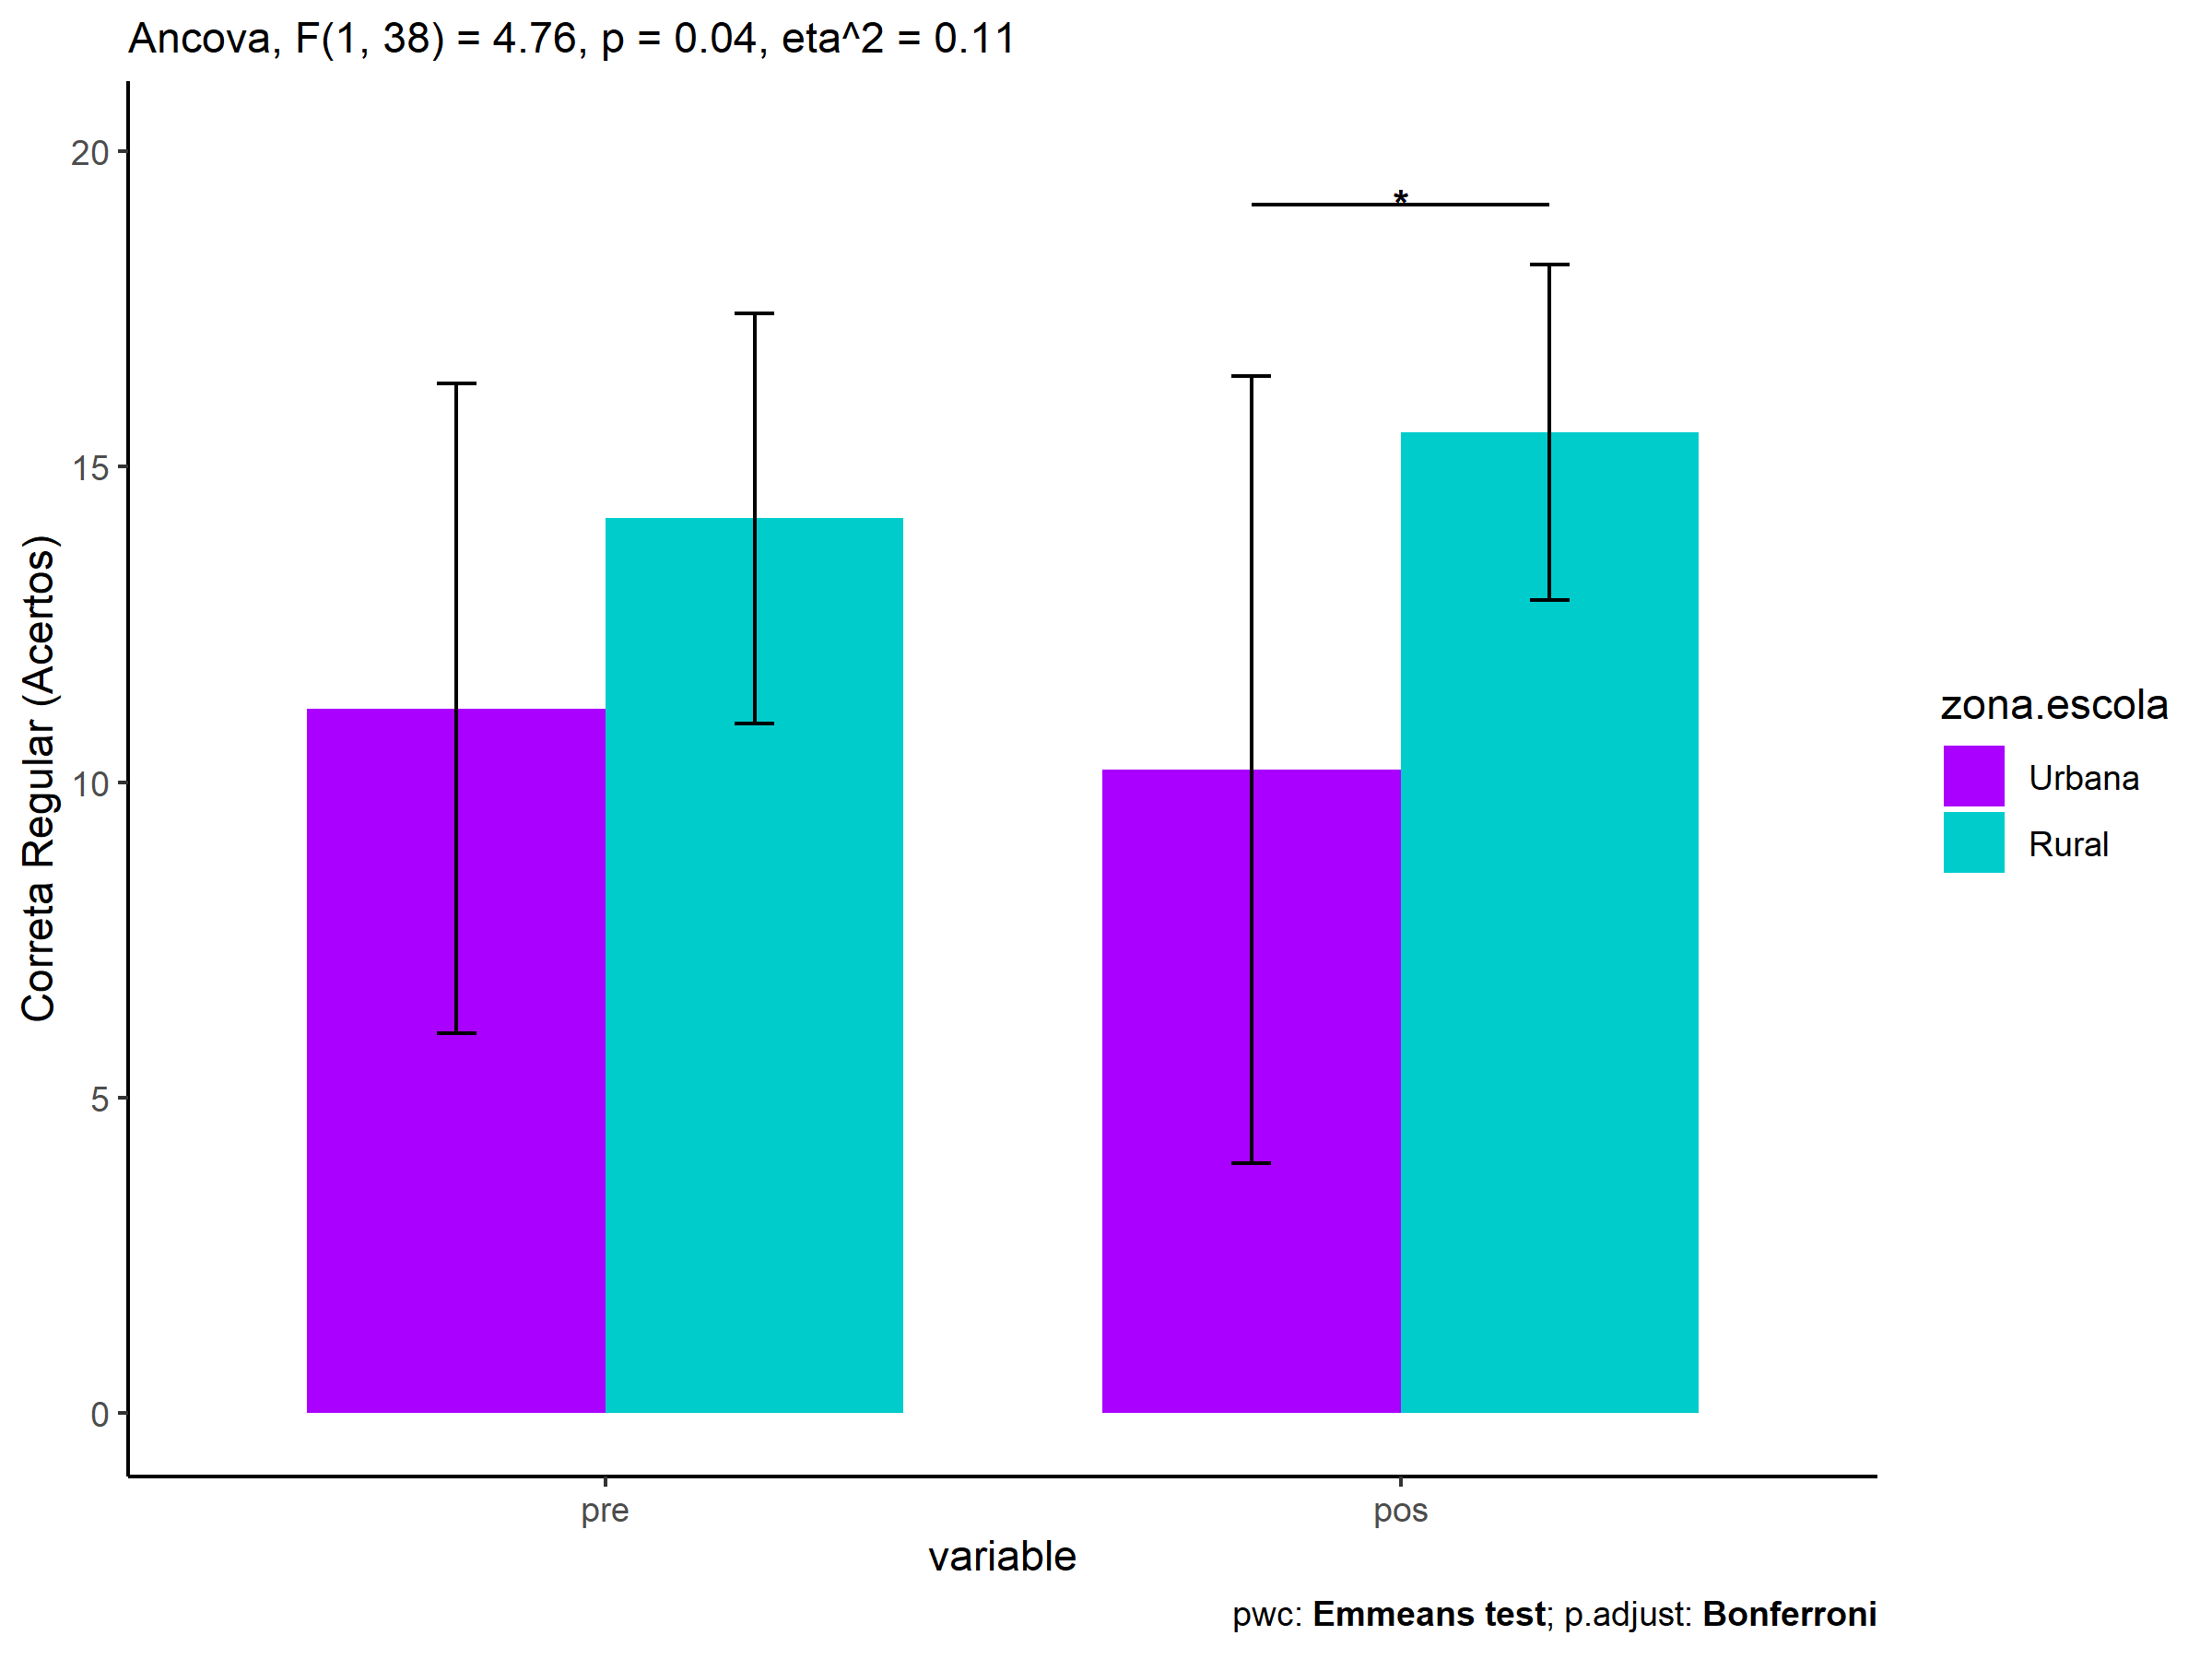 Ancova, F(1, 38) = 4.76, p = 0.04, eta^2 = 0.11
Correta Regular (Acertos)
20
15
10
5
0
*
pre
pos
variable
zona.escola
Urbana
Rural
pwc: Emmeans test; p.adjust: Bonferroni